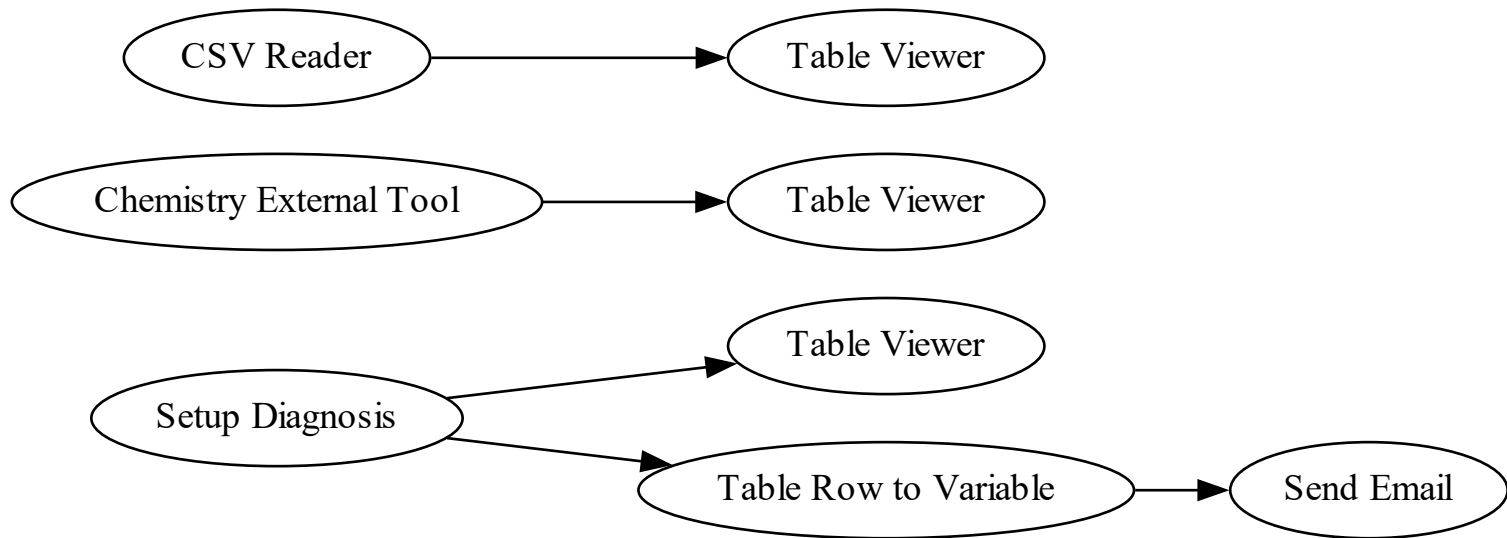 CSV Reader
Table Viewer
Chemistry External Tool
Table Viewer
Table Viewer
Setup Diagnosis
Table Row to Variable
Send Email